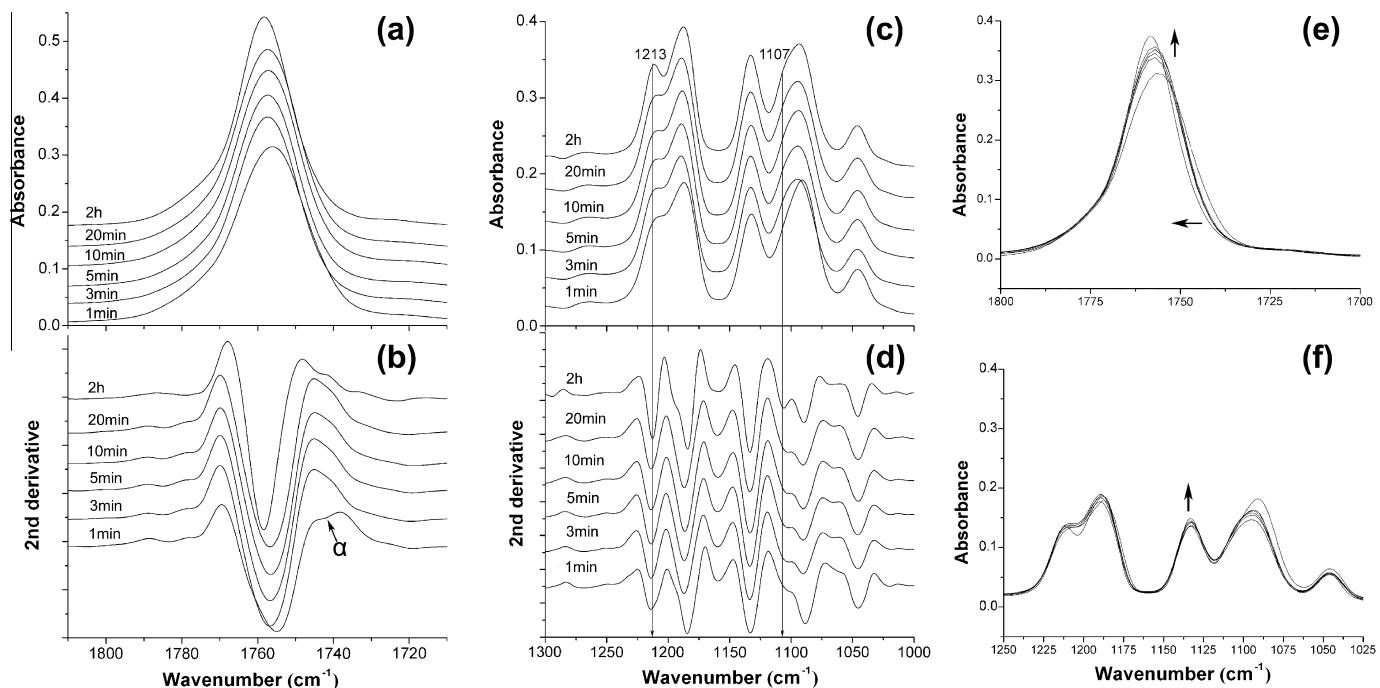 (a)
0.5
0.4
0.3
0.2
0.1
0.0
Absorbance
2h
20min
10min
5min
3min
1min
(b)
2nd derivative
2h
20min
10min
5min
3min
1min
α
1800
1780
1760
1740
1720
Wavenumber (cm-1)
(c)
0.4
0.3
0.2
0.1
0.0
Absorbance
1213
1107
2h
20min
10min
5min
3min
1min
(d)
2nd derivative
2h
20min
10min
5min
3min
1min
1300
1250
1200
1150
1100
1050
1000
Wavenumber (cm-1)
(e)
0.4
0.3
0.2
0.1
0.0
Absorbance
1800
1775
1750
1725
1700
(f)
0.4
0.3
0.2
0.1
0.0
Absorbance
1250
1225
1200
1175
1150
1125
1100
1075
1050
1025
Wavenumber (cm-1)